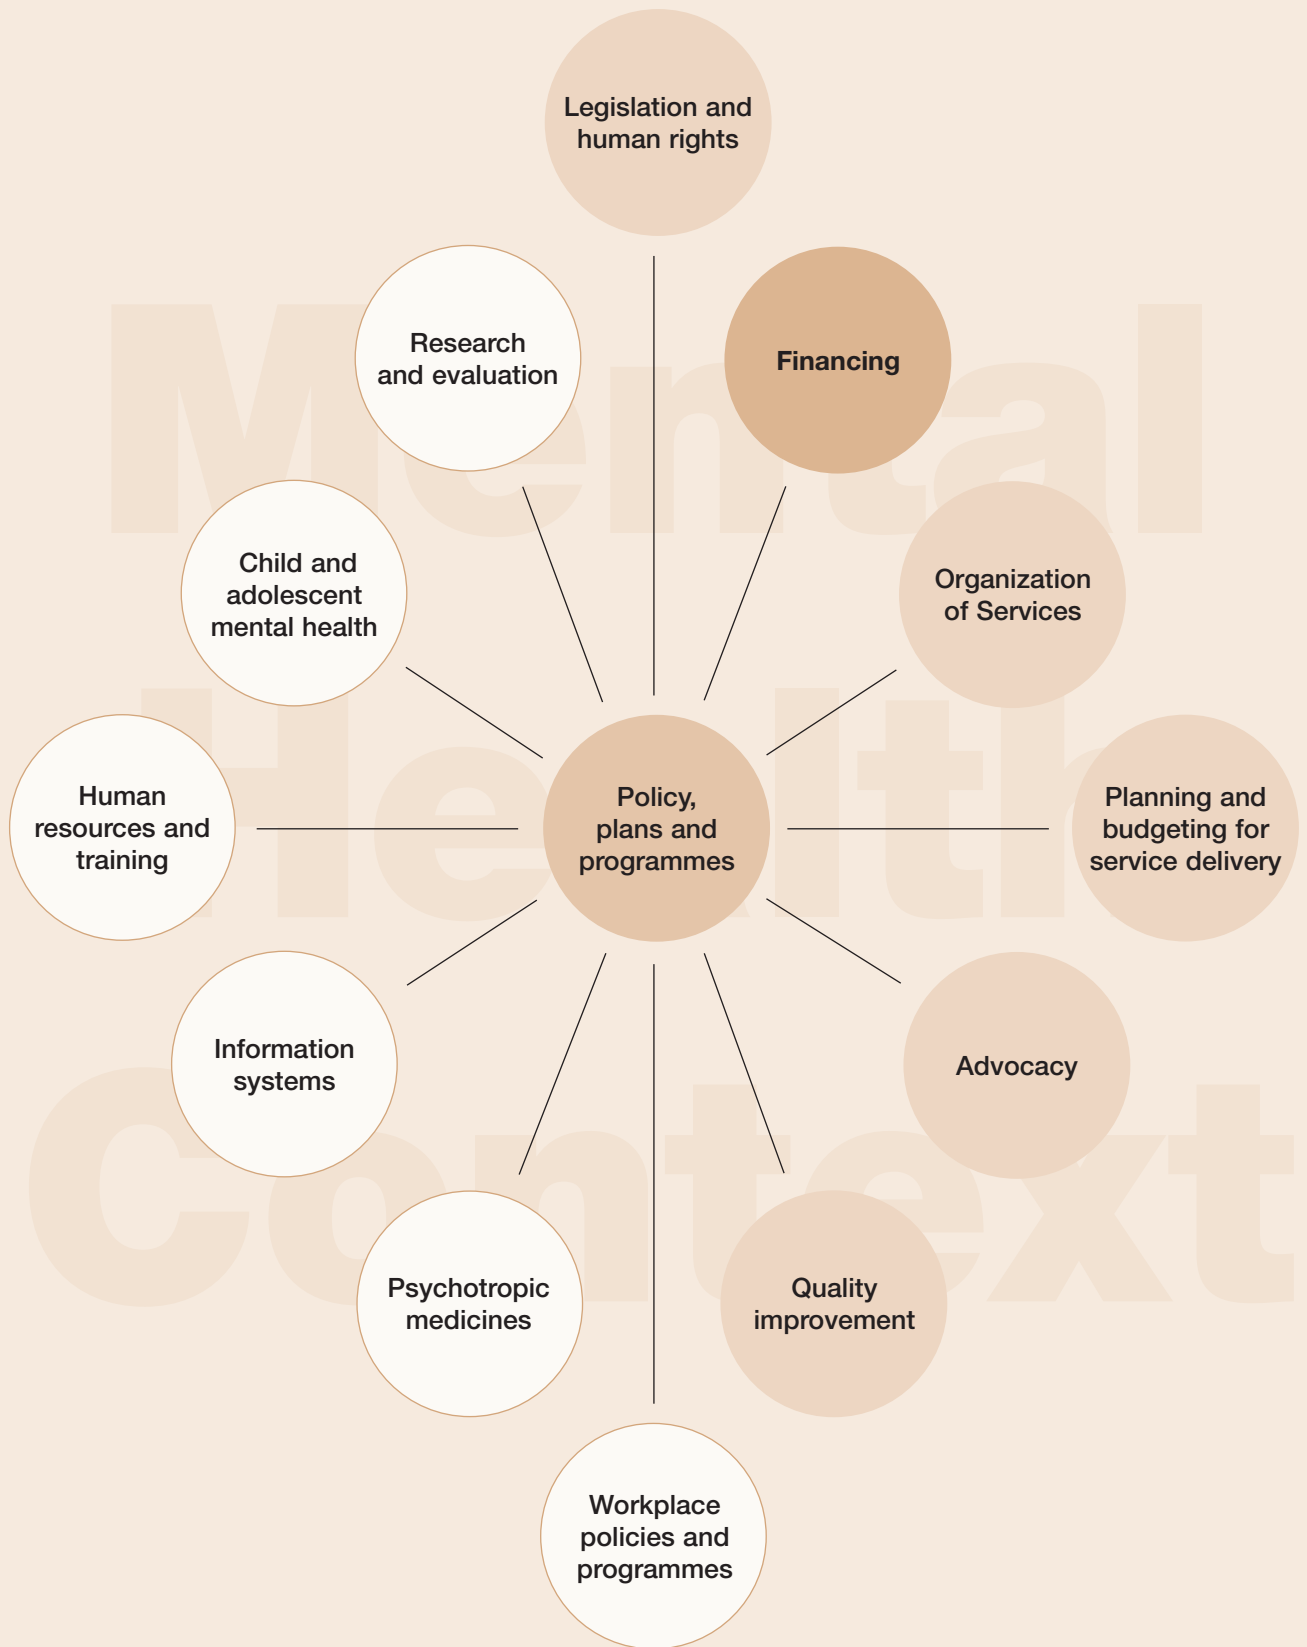 Legislation and
human rights
Research
and evaluation
Financing
Child and
adolescent
mental health
Organization
of Services
Human
resources and
training
Policy,
plans and
programmes
Planning and
budgeting for
service delivery
Information
systems
Advocacy
Psychotropic
medicines
Quality
improvement
Workplace
policies and
programmes
Mental
Health
Context